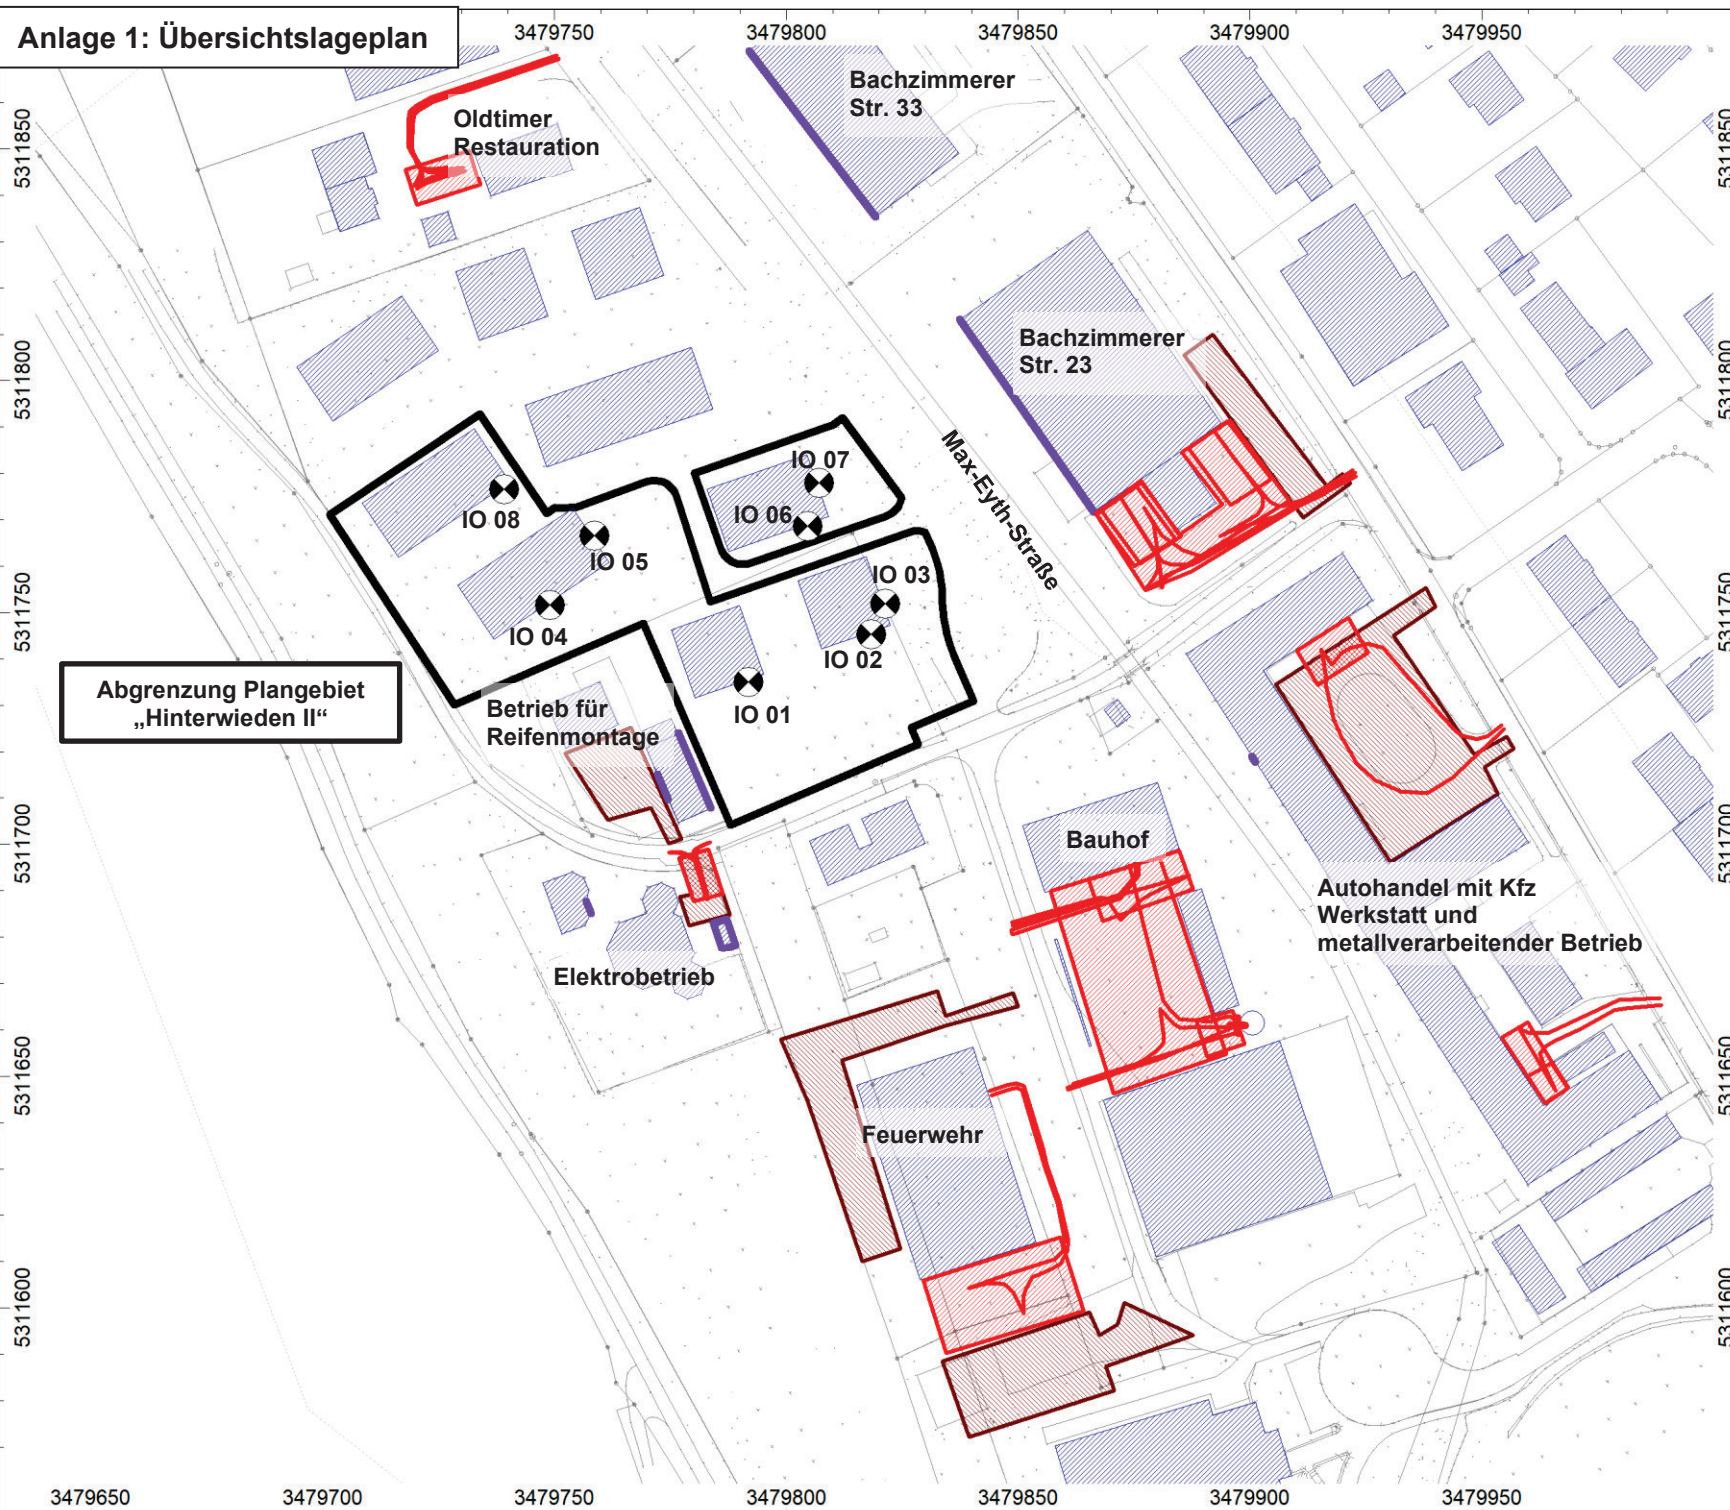 Anlage 1: Übersichtslageplan
3479750
3479800
3479850
3479900
3479950
5311850
5311800
5311750
5311700
5311650
5311600
Oldtimer
Restauration
Bachzimmerer
Str. 33
Bachzimmerer
Str. 23
Max-Eyth-Straße
IO 07
IO 08
IO 06
IO 05
IO 03
IO 04
IO 02
IO 01
Abgrenzung Plangebiet
„Hinterwieden II“
Betrieb für
Reifenmontage
Bauhof
Autohandel mit Kfz
Werkstatt und
metallverarbeitender Betrieb
Elektrobetrieb
Feuerwehr
5311850
5311800
5311750
5311700
5311650
5311600
3479650
3479700
3479750
3479800
3479850
3479900
3479950